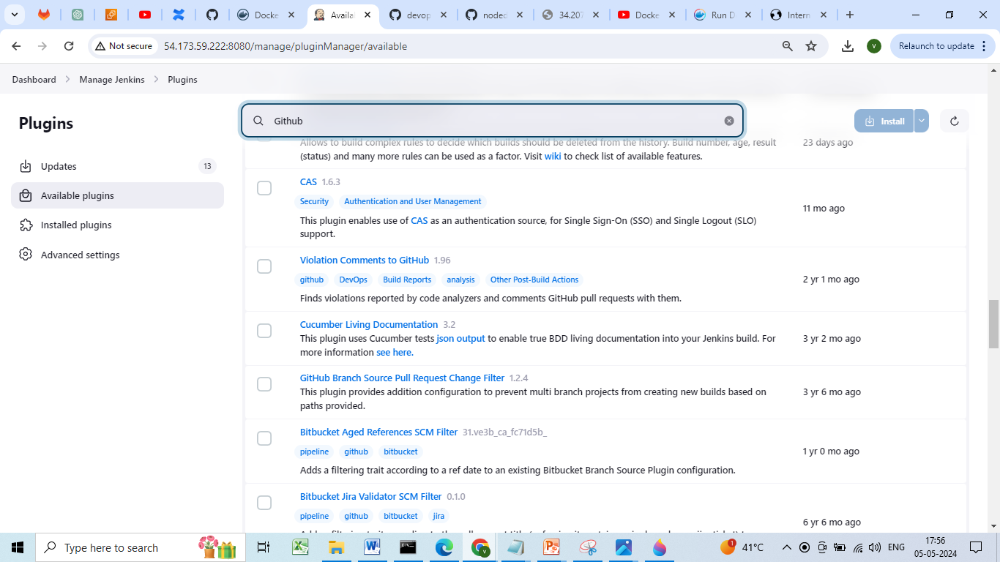 Docke
Availa
devop
noded
34.207
Docke
Run D
Intern
Not secure
54.173.59.222:8080/manage/pluginManager/available
V
Relaunch to update
Dashboard
Manage Jenkins
Plugins
Plugins
Github
Install
Updates
13
Available plugins
Installed plugins
Advanced settings
Allows to build complex rules to decide which builds should be deleted from the history. Build number, age, result
(status) and many more rules can be used as a factor. Visit wiki to check list of available features.
23 days ago
CAS 1.6.3
Security Authentication and User Management
This plugin enables use of CAS as an authentication source, for Single Sign-On (SSO) and Single Logout (SLO)
support.
11 mo ago
Violation Comments to GitHub 1.96
github DevOps Build Reports analysis Other Post-Build Actions
Finds violations reported by code analyzers and comments GitHub pull requests with them.
2 yr 1 mo ago
Cucumber Living Documentation 3.2
This plugin uses Cucumber tests json output to enable true BDD living documentation into your Jenkins build. For
more information see here.
3 yr 2 mo ago
GitHub Branch Source Pull Request Change Filter 1.2.4
This plugin provides addition configuration to prevent multi branch projects from creating new builds based on
paths provided.
3 yr 6 mo ago
Bitbucket Aged References SCM Filter 31.ve3b_ca_fc71d5b_
pipeline github bitbucket
Adds a filtering trait according to a ref date to an existing Bitbucket Branch Source Plugin configuration.
1 yr 0 mo ago
Bitbucket Jira Validator SCM Filter 0.1.0
pipeline github bitbucket jira
6 yr 6 mo ago
Type here to search
1
41°C
ENG
17:56
05-05-2024